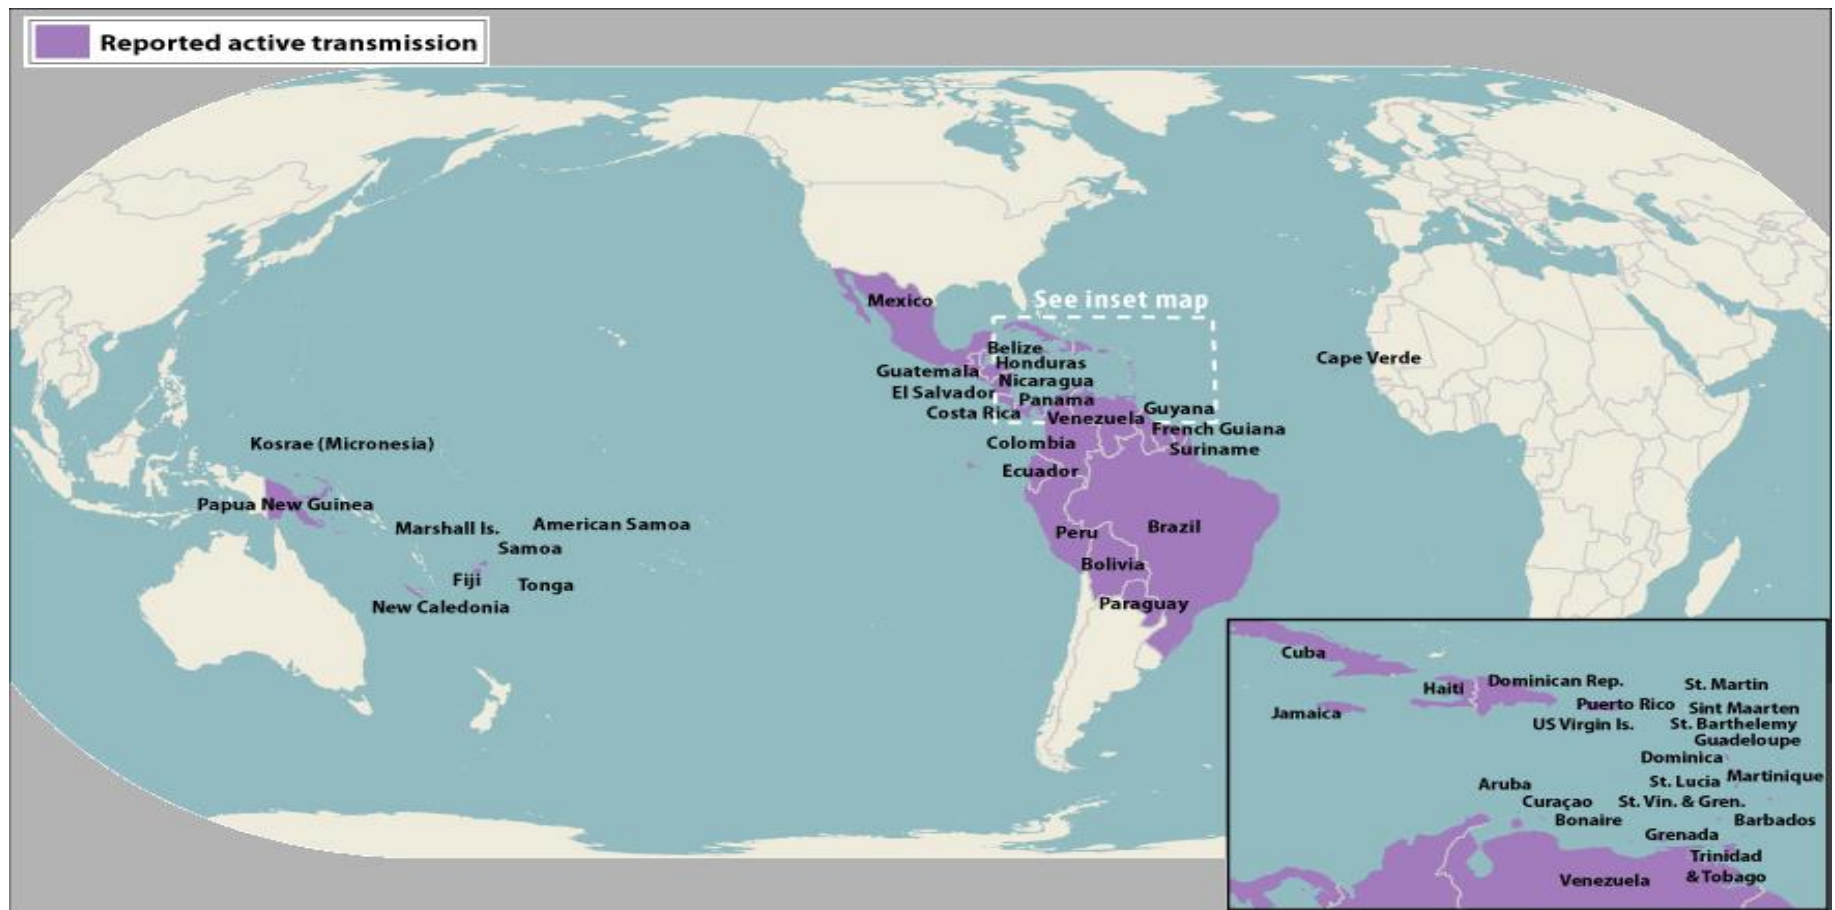 Reported active transmission
See inset map
Mexico
Belize
Honduras
Guatemala
Nicaragua
El Salvador
Panama
Costa Rica
Guyana
Venezuela
French Guiana
Colombia
Suriname
Ecuador
Brazil
Peru
Bolivia
Paraguay
Cape Verde
Kosrae (Micronesia)
Papua New Guinea
Marshall Is.
American Samoa
Samoa
Fiji
Tonga
New Caledonia
Cuba
Haiti
Dominican Rep.
St. Martin
Jamaica
Puerto Rico
Sint Maarten
US Virgin Is.
St. Barthelemy
Guadeloupe
Dominica
Martinique
St. Lucia
Aruba
Curaçao
St. Vin. & Gren.
Bonaire
Barbados
Grenada
Trinidad
& Tobago
Venezuela